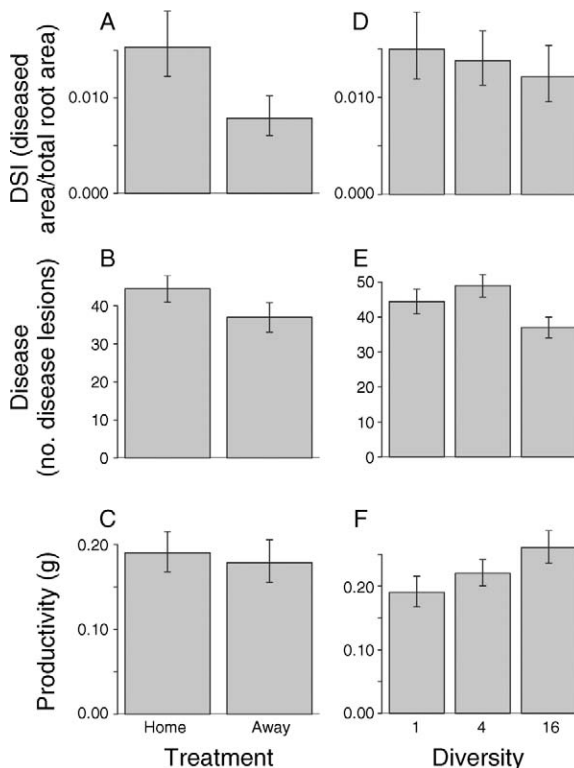 DSI (diseased
area/total root area)
A
0.010
0.000
D
0.010
0.000
Disease
(no. disease lesions)
B
40
30
20
10
0
E
50
40
30
20
10
0
Productivity (g)
C
0.20
0.10
0.00
Home Away
Treatment
F
0.20
0.10
0.00
1 4 16
Diversity